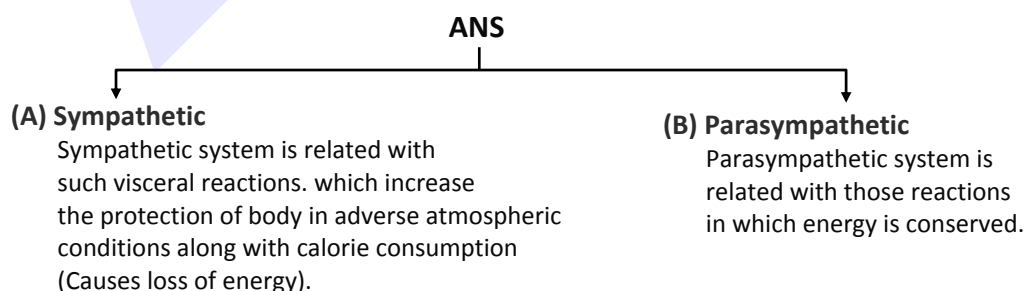 ANS
(A) Sympathetic
Sympathetic system is related with
such visceral reactions. which increase
the protection of body in adverse atmospheric
conditions along with calorie consumption
(Causes loss of energy).
(B) Parasympathetic
Parasympathetic system is
related with those reactions
in which energy is conserved.